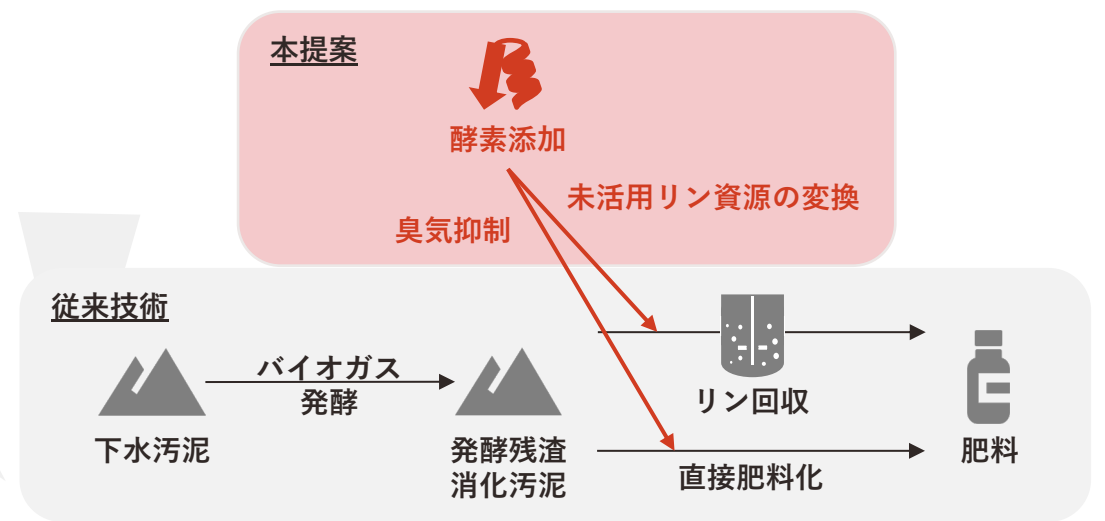 本提案
酵素添加
未活用リン資源の変換
臭気抑制
従来技術
バイオガス
発酵
下水汚泥
発酵残渣
消化汚泥
リン回収
直接肥料化
肥料